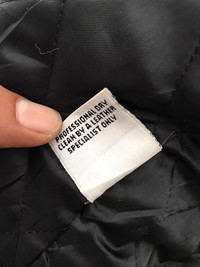 PROFESSIONAL DRY
CLEAN BY A LEATHER
SPECIALIST ONLY